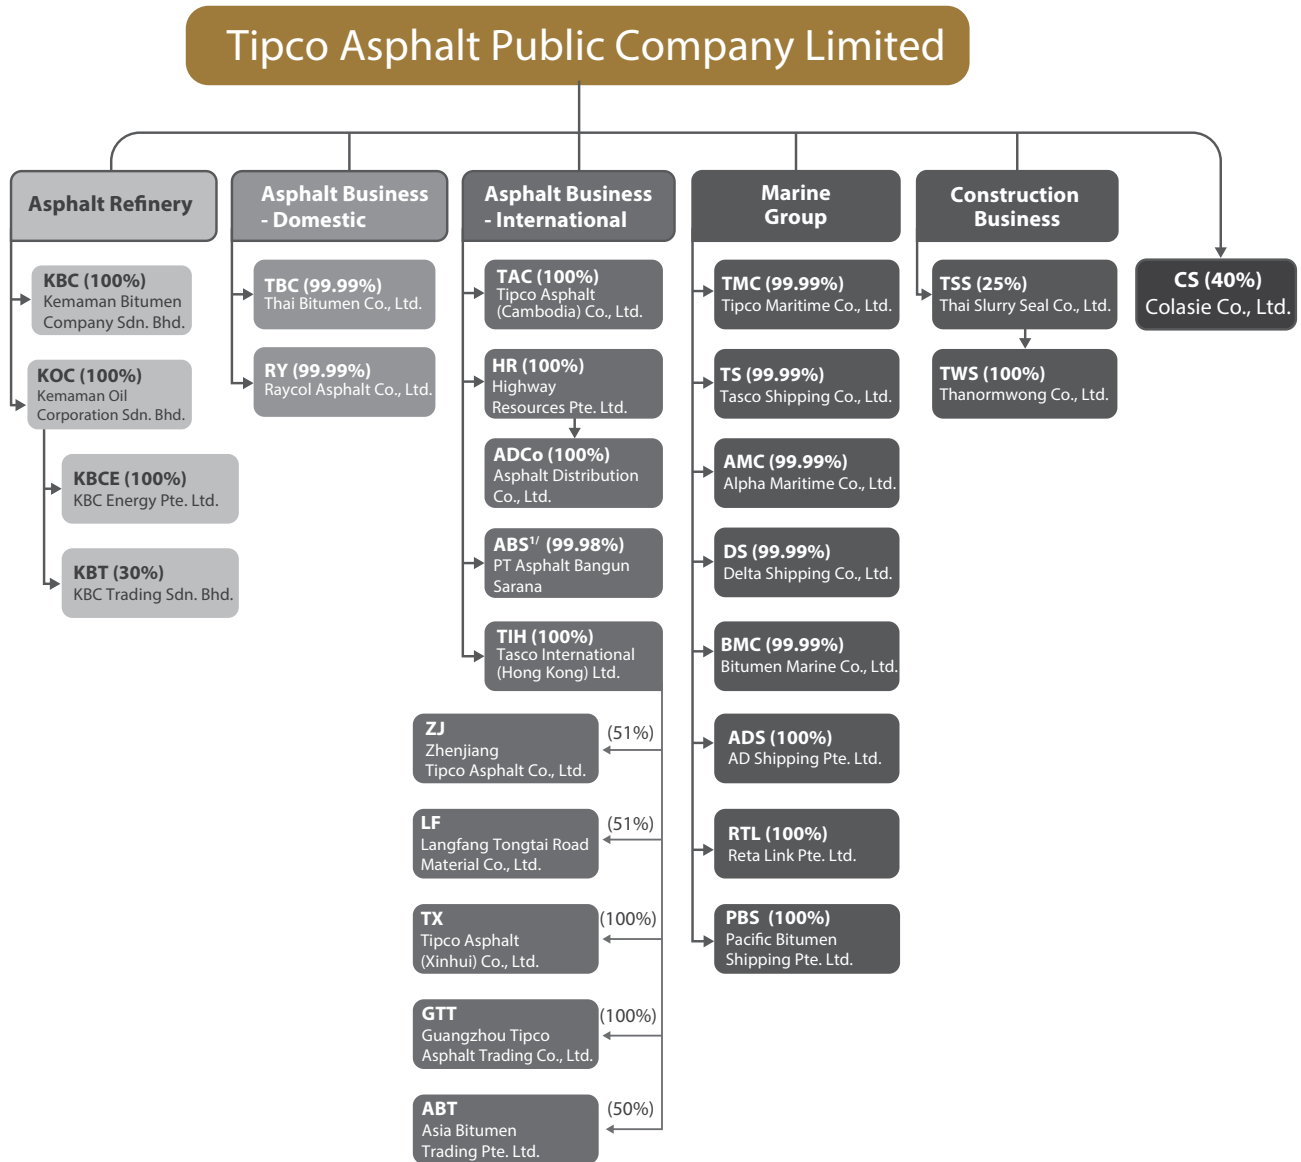 Tipco Asphalt Public Company Limited
Asphalt Refinery
KBC (100%)
Kemaman Bitumen
Company Sdn. Bhd.
KOC (100%)
Kemaman Oil
Corporation Sdn. Bhd.
KBCE (100%)
KBC Energy Pte. Ltd.
KBT (30%)
KBC Trading Sdn. Bhd.
Asphalt Business
- Domestic
TBC (99.99%)
Thai Bitumen Co., Ltd.
RY (99.99%)
Raycol Asphalt Co., Ltd.
Asphalt Business
- International
TAC (100%)
Tipco Asphalt
(Cambodia) Co., Ltd.
HR (100%)
Highway
Resources Pte. Ltd.
ADCo (100%)
Asphalt Distribution
Co., Ltd.
ABS1/ (99.98%)
PT Asphalt Bangun
Sarana
TIH (100%)
Tasco International
(Hong Kong) Ltd.
ZJ
Zhenjiang
Tipco Asphalt Co., Ltd.
(51%)
LF
Langfang Tongtai Road
Material Co., Ltd.
(51%)
TX
Tipco Asphalt
(Xinhui) Co., Ltd.
(100%)
GTT
Guangzhou Tipco
Asphalt Trading Co., Ltd.
(100%)
ABT
Asia Bitumen
Trading Pte. Ltd.
(50%)
Marine
Group
TMC (99.99%)
Tipco Maritime Co., Ltd.
TS (99.99%)
Tasco Shipping Co., Ltd.
AMC (99.99%)
Alpha Maritime Co., Ltd.
DS (99.99%)
Delta Shipping Co., Ltd.
BMC (99.99%)
Bitumen Marine Co., Ltd.
ADS (100%)
AD Shipping Pte. Ltd.
RTL (100%)
Reta Link Pte. Ltd.
PBS (100%)
Pacific Bitumen
Shipping Pte. Ltd.
Construction
Business
TSS (25%)
Thai Slurry Seal Co., Ltd.
TWS (100%)
Thanormwong Co., Ltd.
CS (40%)
Colasie Co., Ltd.